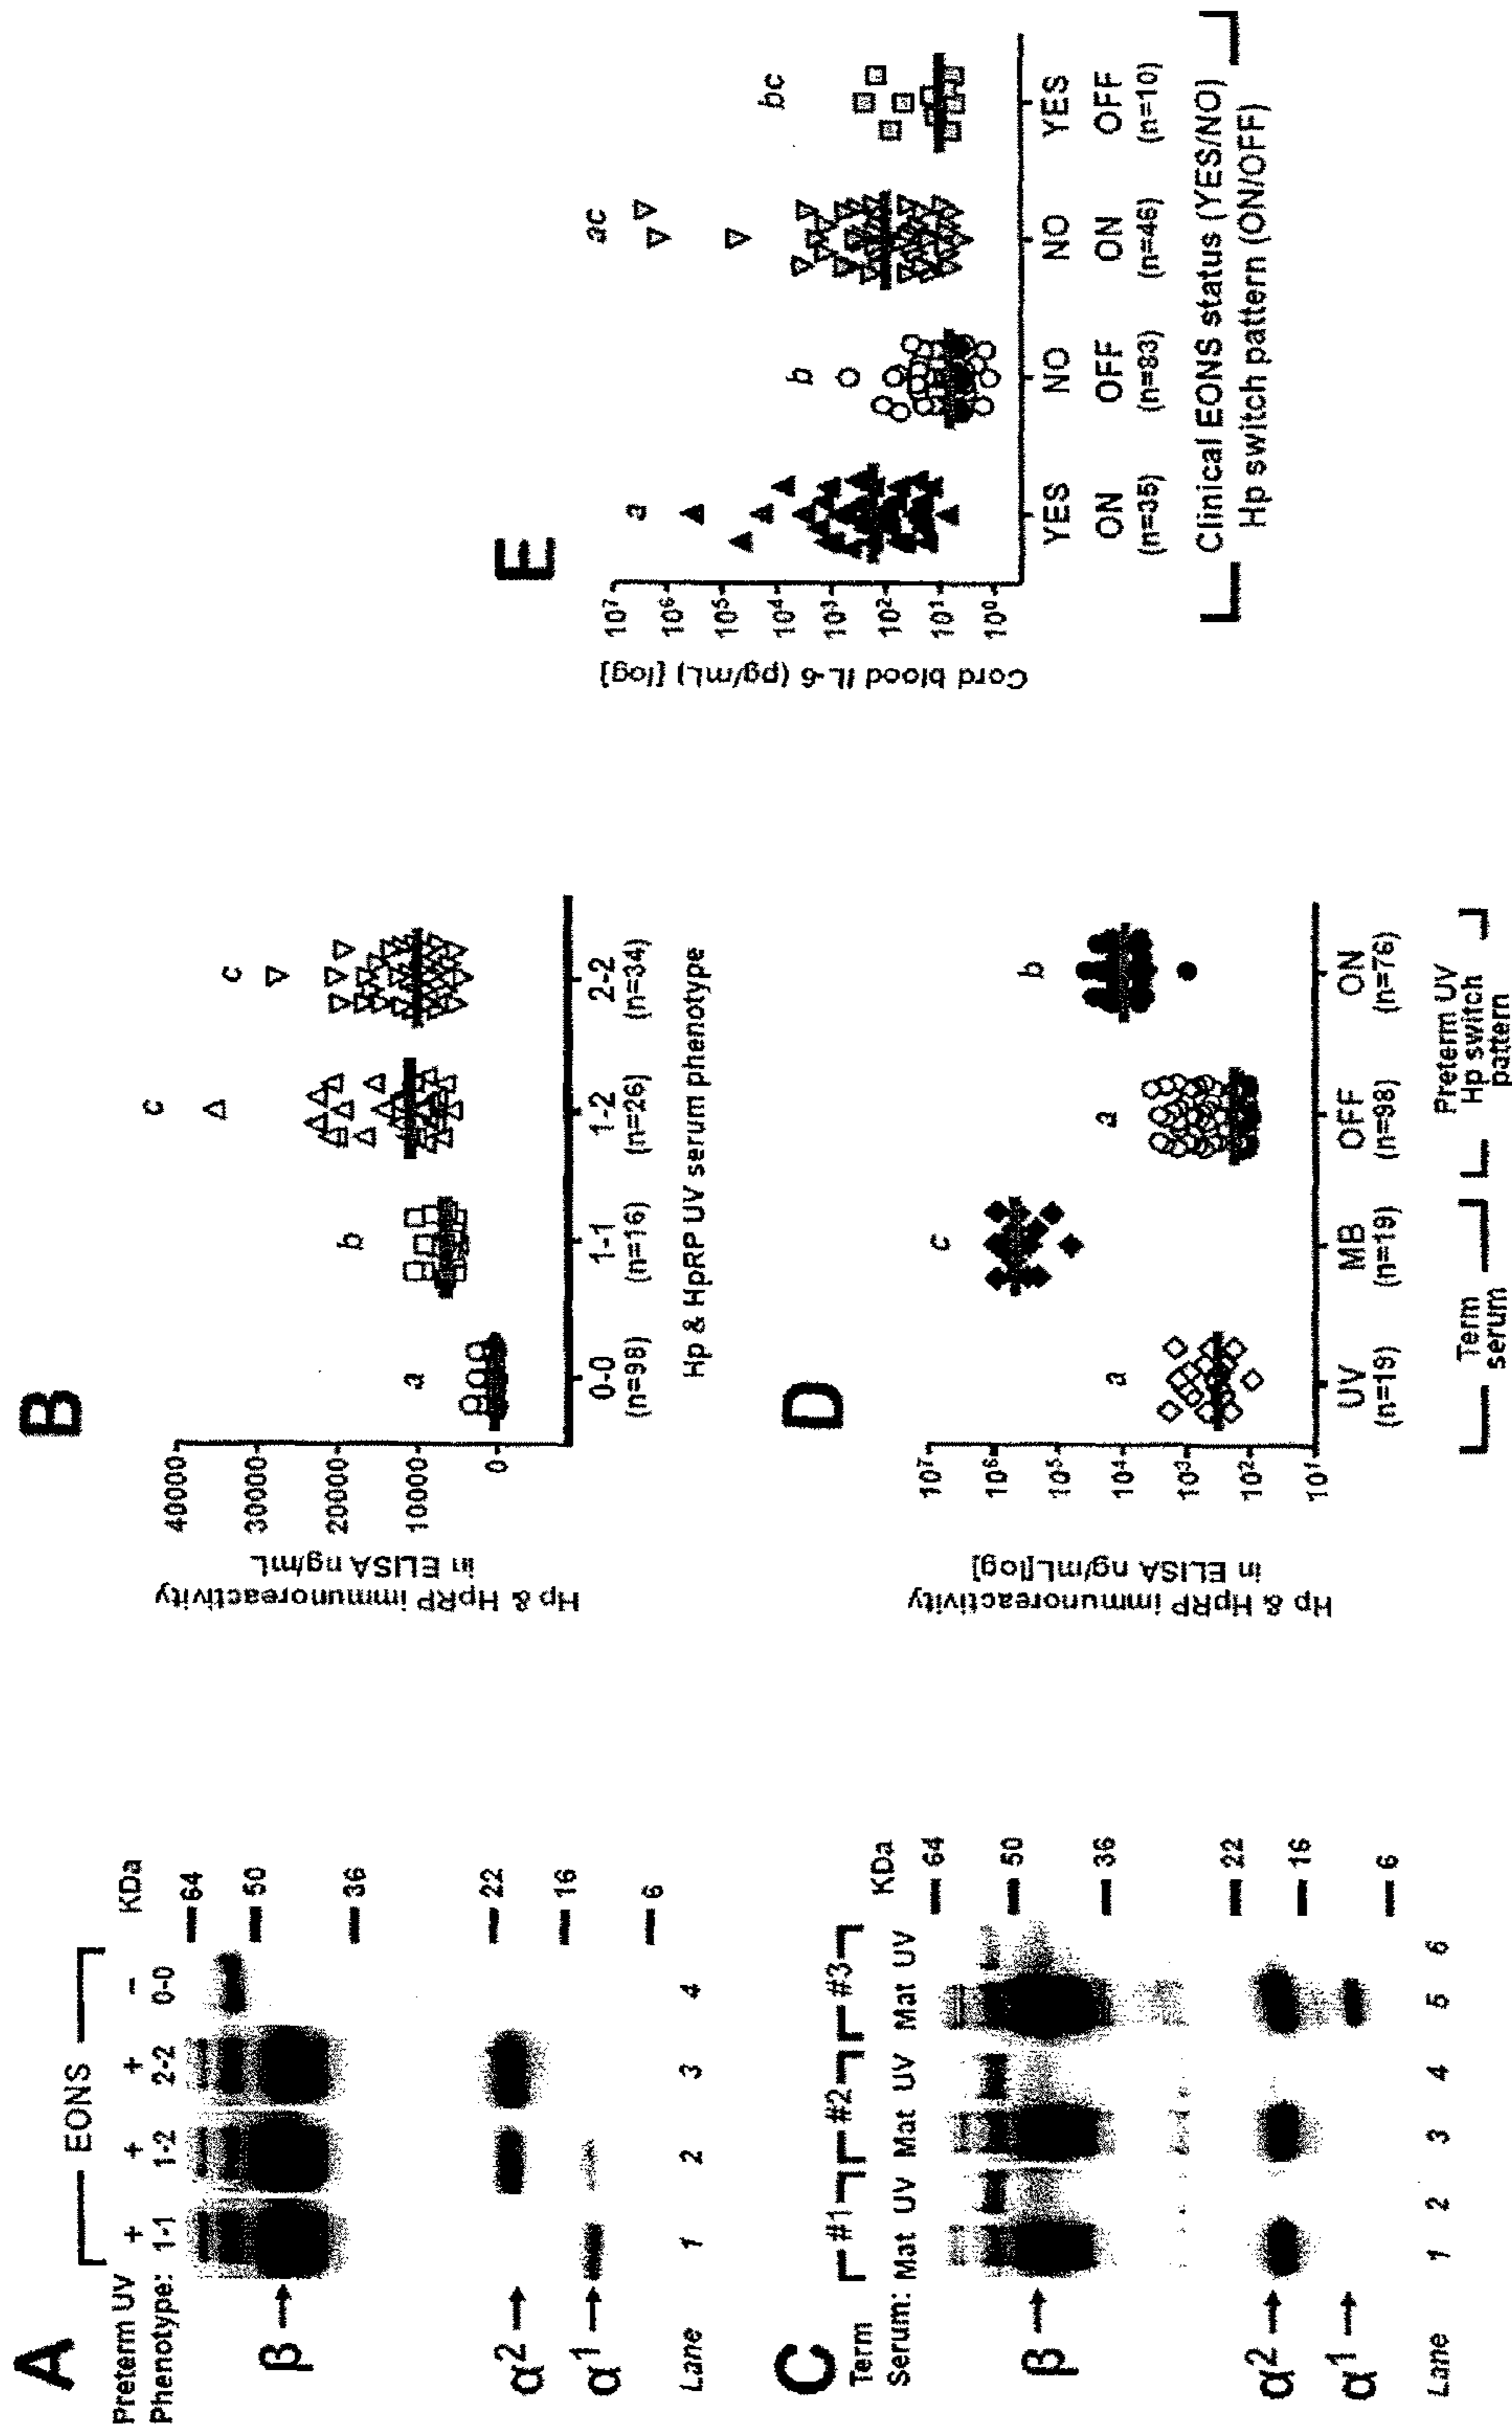 A
EONS
Preterm UV + + + − KDa
Phenotype: 1-1 1-2 2-2 0-0
64
50
β
36
22
α2
16
α1
6
Lane 1 2 3 4
B
Hp & HpRP immunoreactivity
in ELISA ng/mL
40000
30000
20000
10000
0
a b c c
0-0 1-1 1-2 2-2
(n=98) (n=16) (n=26) (n=34)
Hp & HpRP UV serum phenotype
C
Term #1 #2 #3
Serum: Mat UV Mat UV Mat UV KDa
64
50
β
36
22
α2
16
α1
6
Lane 1 2 3 4 5 6
D
Hp & HpRP immunoreactivity
in ELISA ng/mL[log]
10⁷
10⁶
10⁵
10⁴
10³
10²
10¹
a c a b
UV MB OFF ON
(n=19) (n=19) (n=98) (n=76)
Term
serum
Preterm UV
Hp switch
pattern
E
Cord blood IL-6 (pg/mL) [log]
10⁷
10⁶
10⁵
10⁴
10³
10²
10¹
10⁰
a b ac bc
YES NO NO YES
ON OFF ON OFF
(n=35) (n=83) (n=46) (n=10)
Clinical EONS status (YES/NO)
Hp switch pattern (ON/OFF)